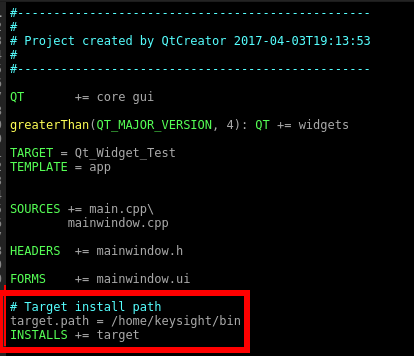 #-------------------------------------------------
#
# Project created by QtCreator 2017-04-03T19:13:53
#
#-------------------------------------------------
QT       += core gui
greaterThan(QT_MAJOR_VERSION, 4): QT += widgets
TARGET = Qt_Widget_Test
TEMPLATE = app
SOURCES += main.cpp\
        mainwindow.cpp
HEADERS  += mainwindow.h
FORMS    += mainwindow.ui
# Target install path
target.path = /home/keysight/bin
INSTALLS += target